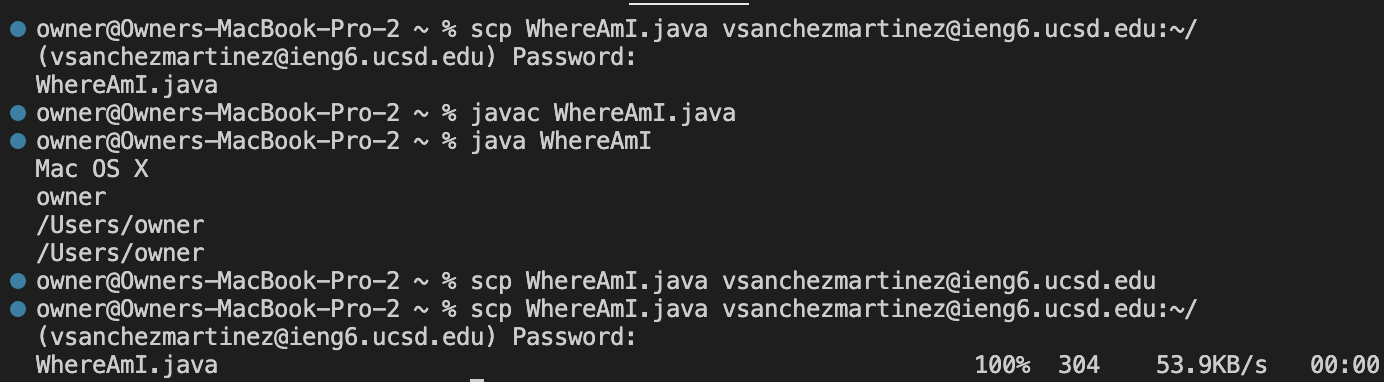 owner@Owners-MacBook-Pro-2 ~ % scp WhereAmI.java vsanchezmartinez@ieng6.ucsd.edu:~/
(vsanchezmartinez@ieng6.ucsd.edu) Password:
WhereAmI.java
owner@Owners-MacBook-Pro-2 ~ % javac WhereAmI.java
owner@Owners-MacBook-Pro-2 ~ % java WhereAmI
Mac OS X
owner
/Users/owner
/Users/owner
owner@Owners-MacBook-Pro-2 ~ % scp WhereAmI.java vsanchezmartinez@ieng6.ucsd.edu
owner@Owners-MacBook-Pro-2 ~ % scp WhereAmI.java vsanchezmartinez@ieng6.ucsd.edu:~/
(vsanchezmartinez@ieng6.ucsd.edu) Password:
WhereAmI.java 100% 304 53.9KB/s 00:00